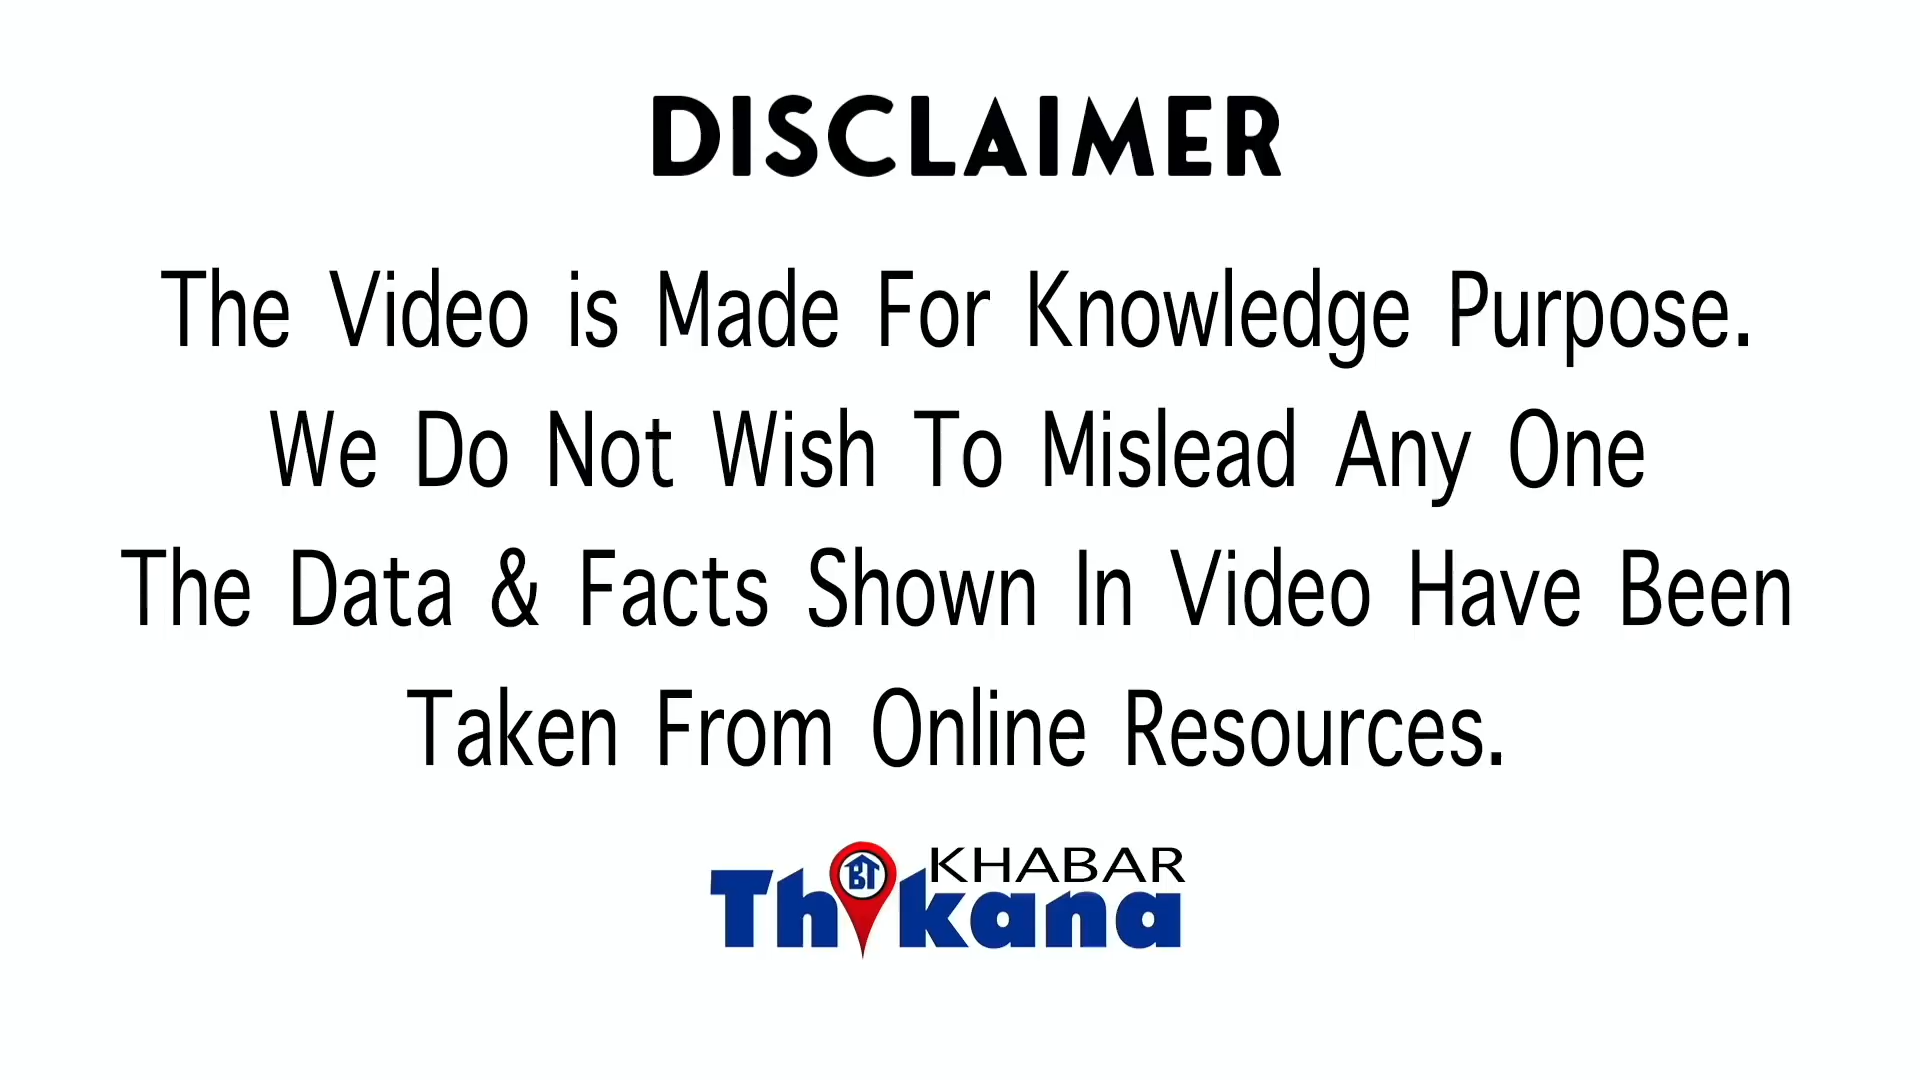 DISCLAIMER
The Video is Made For Knowledge Purpose.
We Do Not Wish To Mislead Any One
The Data & Facts Shown In Video Have Been
Taken From Online Resources.
KHABAR
BT
Thikana